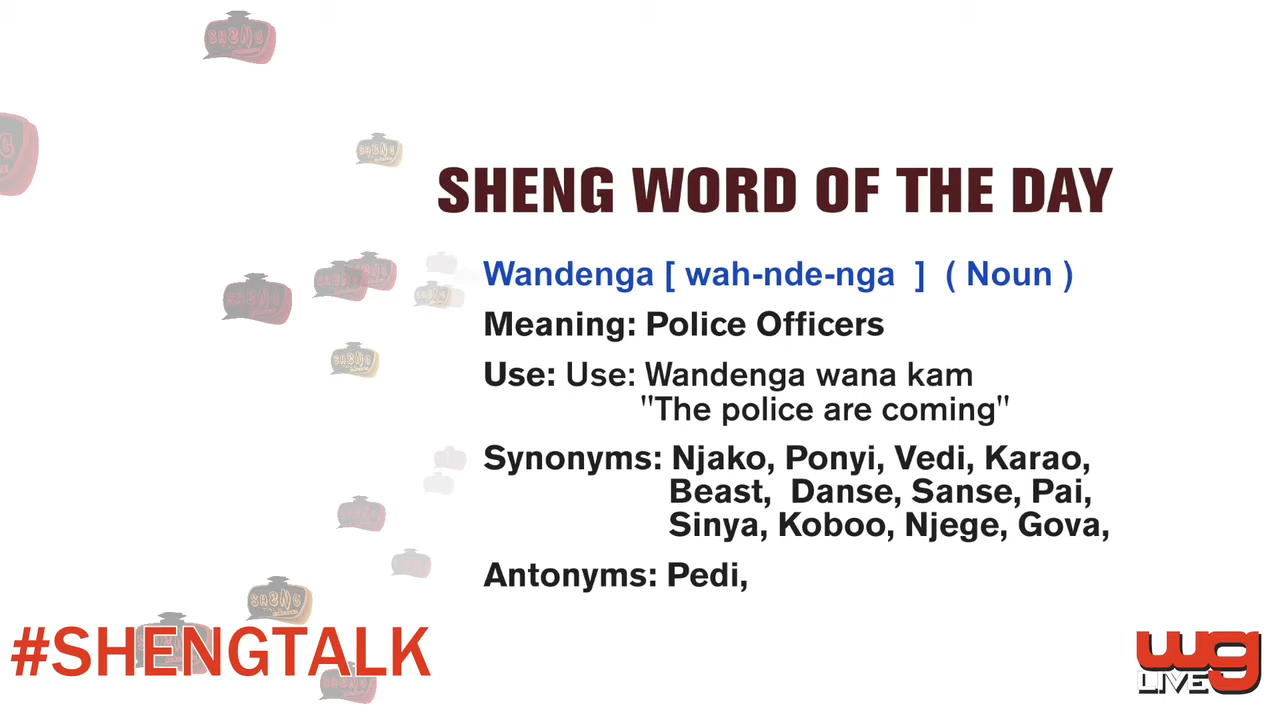 SHENG WORD OF THE DAY
Wandenga [ wah-nde-nga ] ( Noun )
Meaning: Police Officers
Use: Use: Wandenga wana kam
"The police are coming"
Synonyms: Njako, Ponyi, Vedi, Karao,
Beast, Danse, Sanse, Pai,
Sinya, Koboo, Njege, Gova,
Antonyms: Pedi,
#SHENGTALK
wg
LIVE